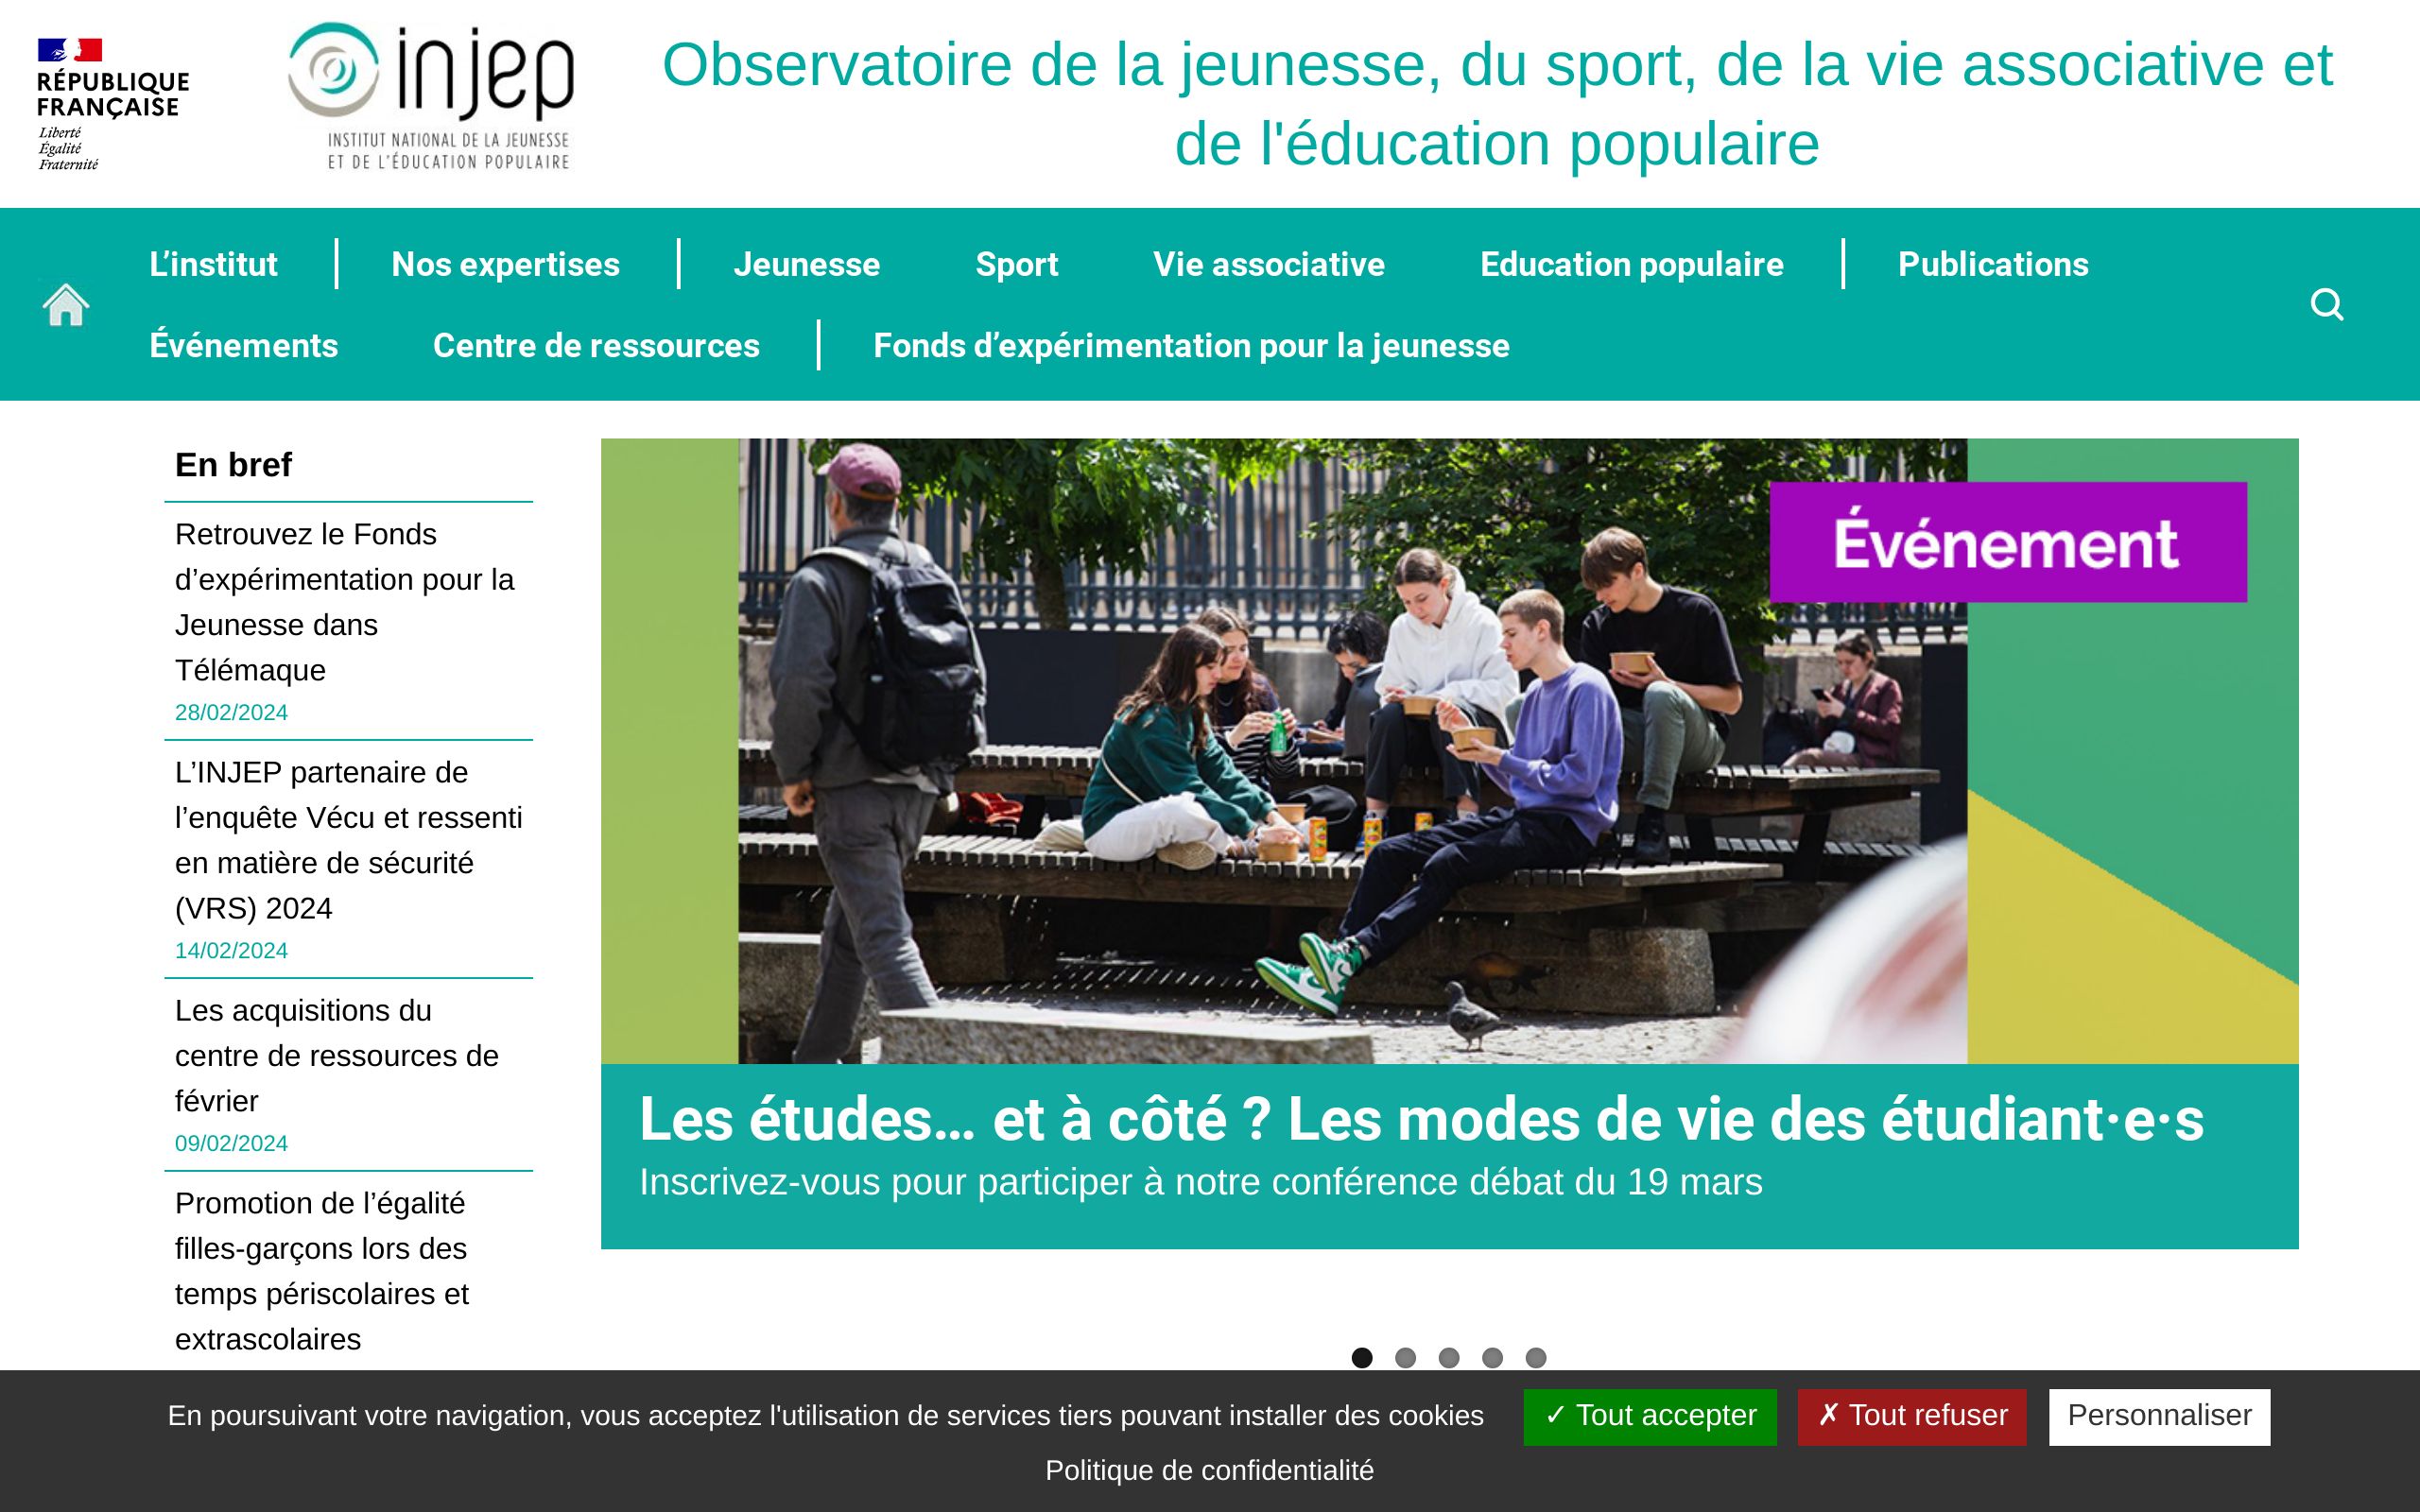 RÉPUBLIQUE
FRANÇAISE
Liberté
Égalité
Fraternité
injep
INSTITUT NATIONAL DE LA JEUNESSE
ET DE L'ÉDUCATION POPULAIRE
Observatoire de la jeunesse, du sport, de la vie associative et
de l'éducation populaire
L’institut
Nos expertises
Jeunesse
Sport
Vie associative
Education populaire
Publications
Événements
Centre de ressources
Fonds d’expérimentation pour la jeunesse
En bref
Retrouvez le Fonds
d’expérimentation pour la
Jeunesse dans
Télémaque
28/02/2024
L’INJEP partenaire de
l’enquête Vécu et ressenti
en matière de sécurité
(VRS) 2024
14/02/2024
Les acquisitions du
centre de ressources de
février
09/02/2024
Promotion de l’égalité
filles-garçons lors des
temps périscolaires et
extrascolaires
Événement
Les études… et à côté ? Les modes de vie des étudiant·e·s
Inscrivez-vous pour participer à notre conférence débat du 19 mars
En poursuivant votre navigation, vous acceptez l'utilisation de services tiers pouvant installer des cookies
✓ Tout accepter
✗ Tout refuser
Personnaliser
Politique de confidentialité